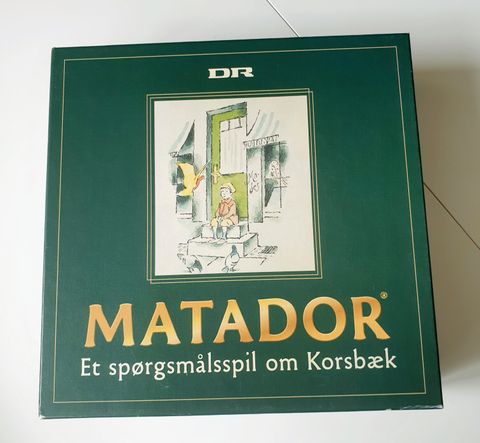 DR
MATADOR®
Et spørgsmålsspil om Korsbæk